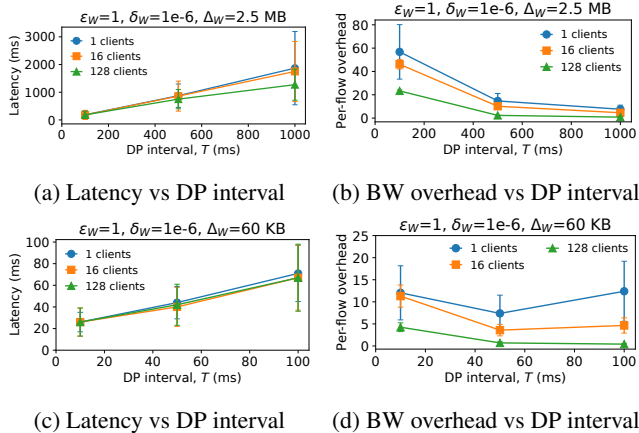 ε_W=1, δ_W=1e-6, Δ_W=2.5 MB
3000
2000
1000
0
Latency (ms)
1 clients
16 clients
128 clients
0 200 400 600 800 1000
DP interval, T (ms)
(a) Latency vs DP interval
ε_W=1, δ_W=1e-6, Δ_W=2.5 MB
80
60
40
20
0
Per-flow overhead
1 clients
16 clients
128 clients
0 200 400 600 800 1000
DP interval, T (ms)
(b) BW overhead vs DP interval
ε_W=1, δ_W=1e-6, Δ_W=60 KB
100
80
60
40
20
0
Latency (ms)
1 clients
16 clients
128 clients
0 20 40 60 80 100
DP interval, T (ms)
(c) Latency vs DP interval
ε_W=1, δ_W=1e-6, Δ_W=60 KB
25
20
15
10
5
0
Per-flow overhead
1 clients
16 clients
128 clients
0 20 40 60 80 100
DP interval, T (ms)
(d) BW overhead vs DP interval